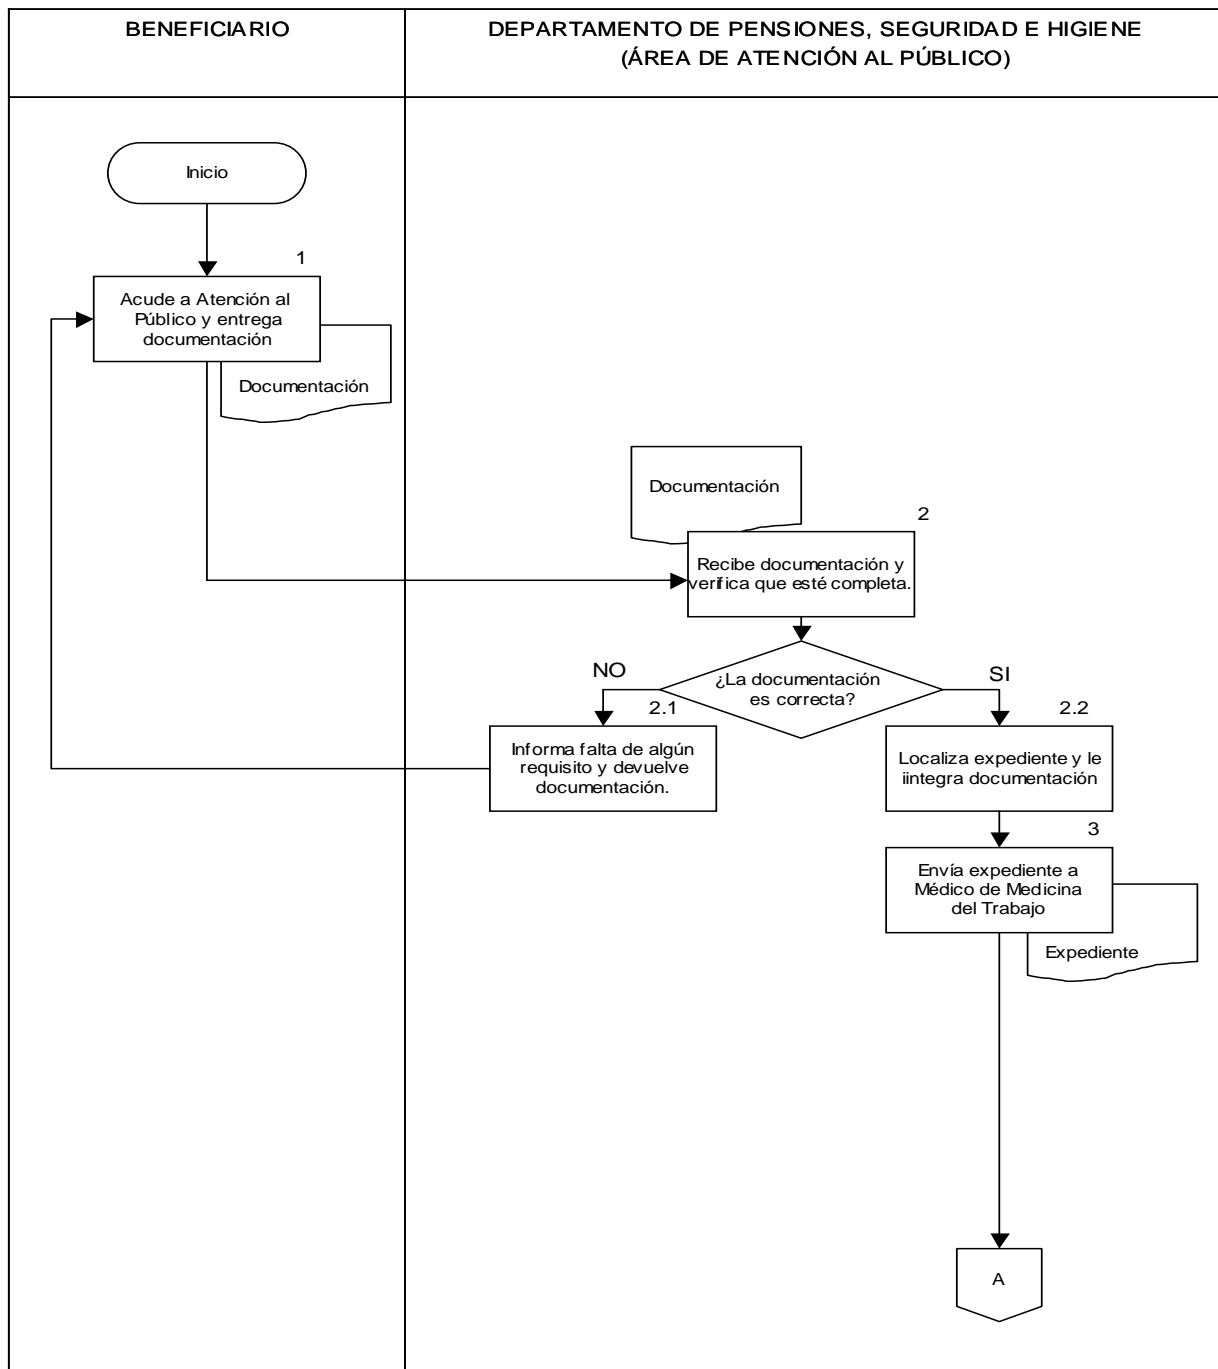 BENEFICIARIO
DEPARTAMENTO DE PENSIONES, SEGURIDAD E HIGIENE
(ÁREA DE ATENCIÓN AL PÚBLICO)
Inicio
1
Acude a Atención al
Público y entrega
documentación
Documentación
Documentación
2
Recibe documentación y
verifica que esté completa.
¿La documentación
es correcta?
NO
SI
2.1
Informa falta de algún
requisito y devuelve
documentación.
2.2
Localiza expediente y le
iintegra documentación
3
Envía expediente a
Médico de Medicina
del Trabajo
Expediente
A